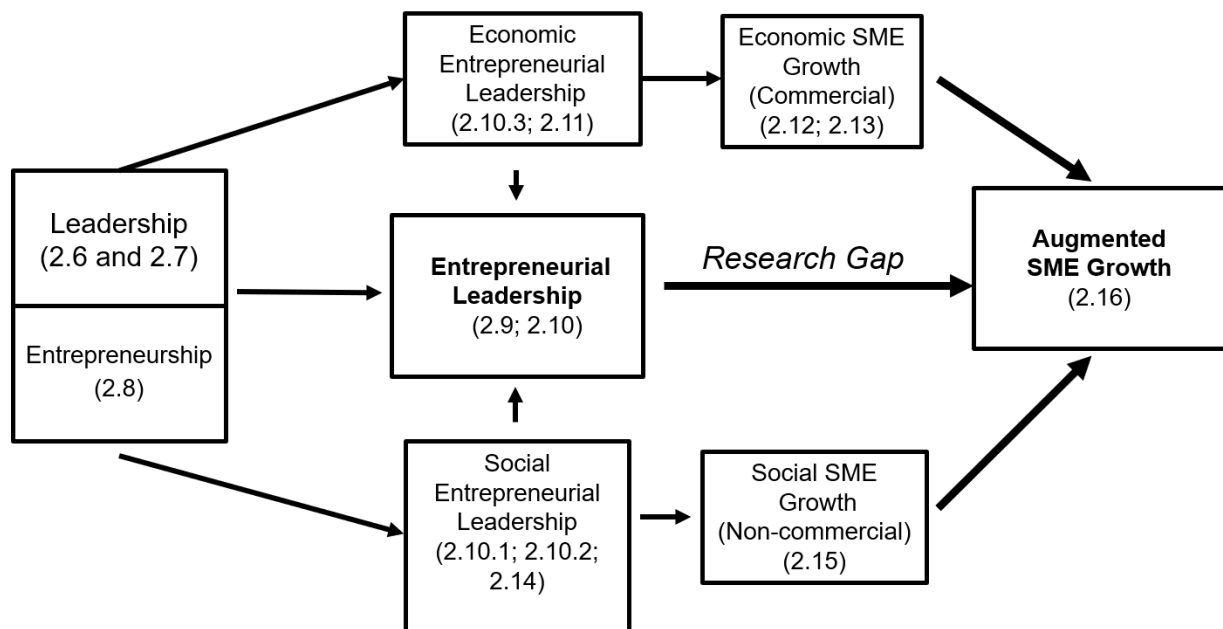 Economic
Entrepreneurial
Leadership
(2.10.3; 2.11)
Economic SME
Growth
(Commercial)
(2.12; 2.13)
Leadership
(2.6 and 2.7)
Entrepreneurship
(2.8)
Entrepreneurial
Leadership
(2.9; 2.10)
Research Gap
Augmented
SME Growth
(2.16)
Social
Entrepreneurial
Leadership
(2.10.1; 2.10.2;
2.14)
Social SME
Growth
(Non-commercial)
(2.15)